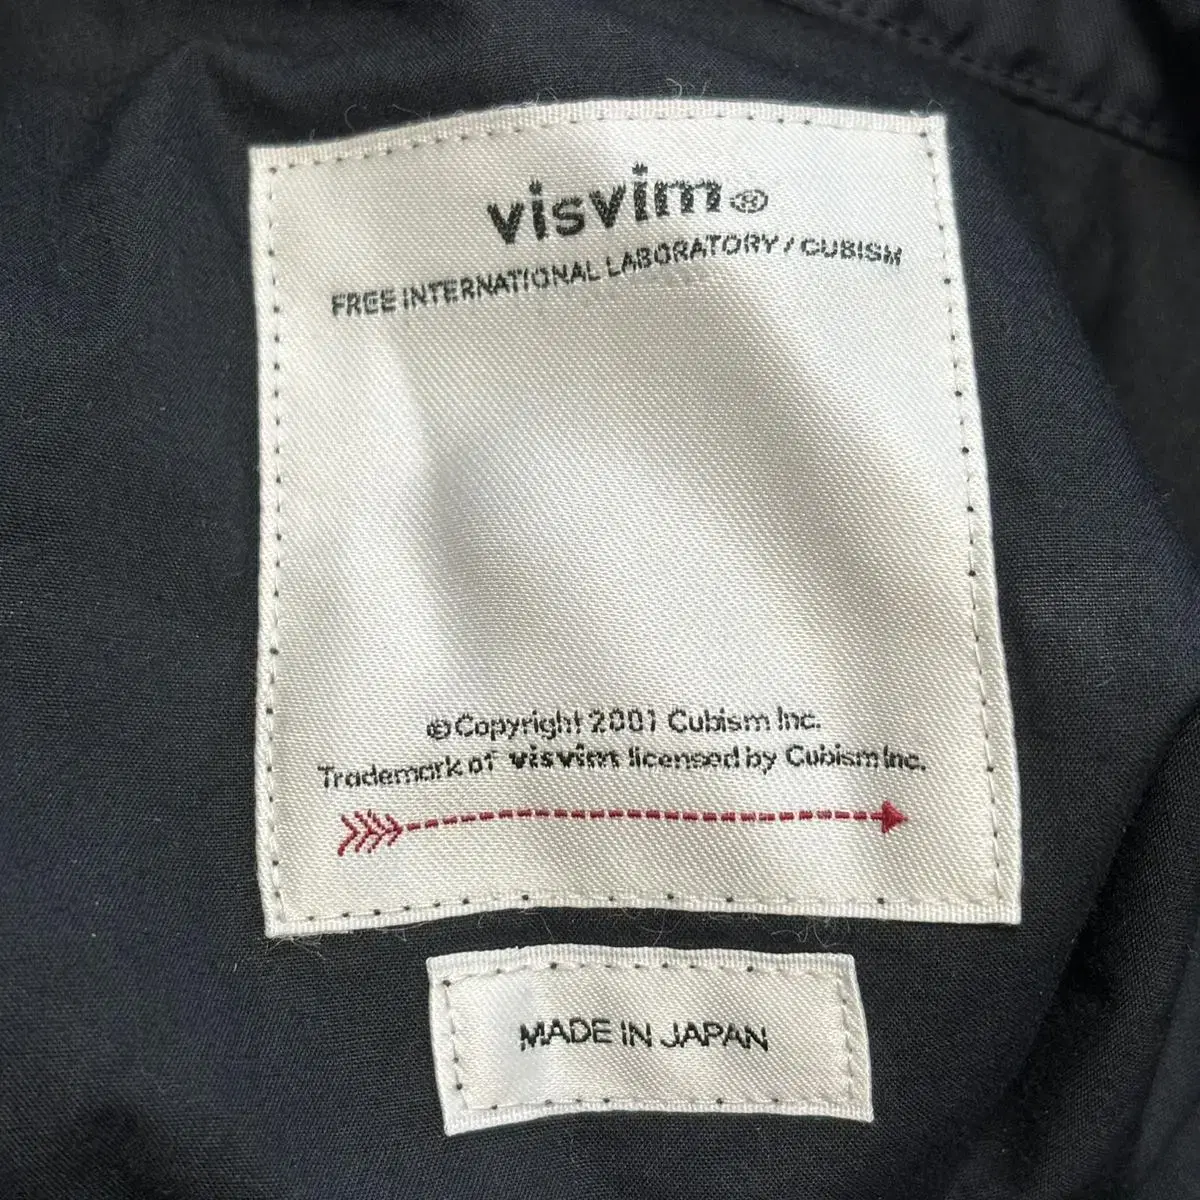 visvim®
FREE INTERNATIONAL LABORATORY / CUBISM
©Copyright 2001 Cubism Inc.
Trademark of visvim licensed by Cubism Inc.
MADE IN JAPAN